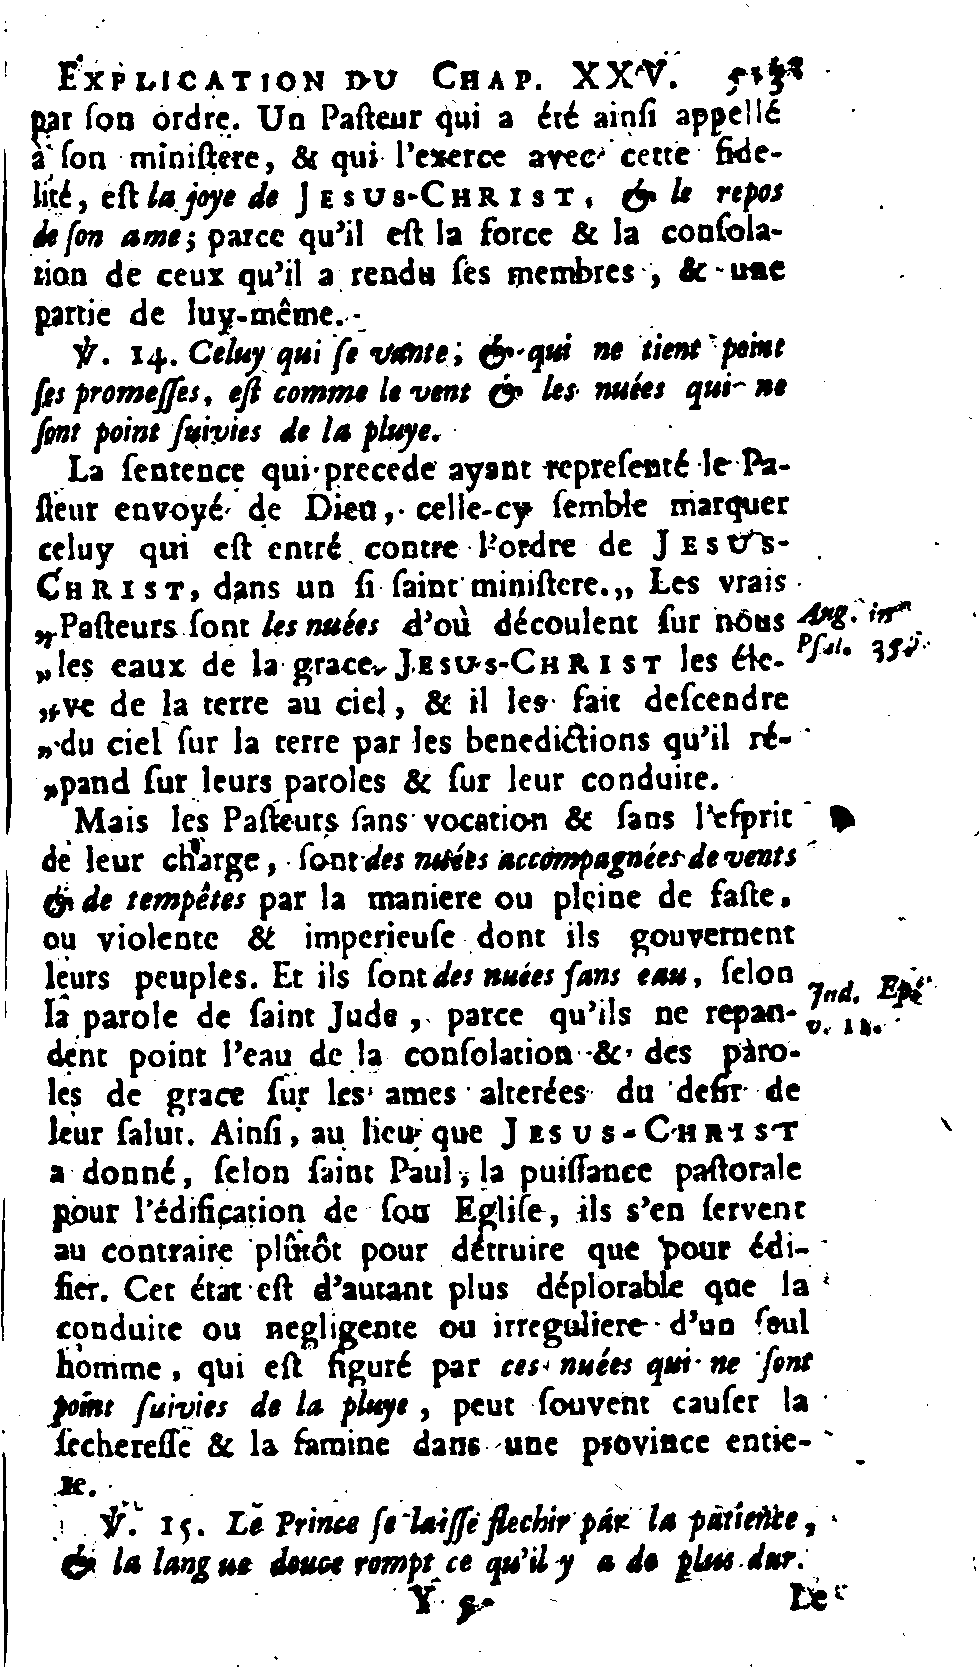 EXPLICATION DU CHAP. XXV. 513
par ſon ordre. Un Paſteur qui a été ainſi appellé
à ſon miniſtere, & qui l'exerce avec cette fide-
lité, eſt la joye de JESUS-CHRIST, & le repos
de ſon ame; parce qu'il eſt la force & la conſola-
tion de ceux qu'il a rendu ſes membres, & une
partie de luy-même.
℣. 14. Celuy qui ſe vante, & qui ne tient point
ſes promeſſes, eſt comme le vent & les nuées qui ne
ſont point ſuivies de la pluye.
La ſentence qui precede ayant repreſenté le Pa-
ſteur envoyé de Dieu, celle-cy ſemble marquer
celuy qui eſt entré contre l'ordre de JESUS-
CHRIST, dans un ſi ſaint miniſtere. „ Les vrais
„ Paſteurs ſont les nuées d'où découlent ſur nous
Aug. in
Pſal. 35.
„ les eaux de la grace. JESUS-CHRIST les éle-
„ ve de la terre au ciel, & il les fait deſcendre
„ du ciel ſur la terre par les benedictions qu'il ré-
„ pand ſur leurs paroles & ſur leur conduite.
Mais les Paſteurs ſans vocation & ſans l'eſprit
de leur charge, ſont des nuées accompagnées de vents
& de tempêtes par la maniere ou pleine de faſte,
ou violente & imperieuſe dont ils gouvernent
leurs peuples. Et ils ſont des nuées ſans eau, ſelon
Jud. Epi
v. 12.
la parole de ſaint Jude, parce qu'ils ne repan-
dent point l'eau de la conſolation & des paro-
les de grace ſur les ames alterées du deſir de
leur ſalut. Ainſi, au lieu que JESUS-CHRIST
a donné, ſelon ſaint Paul, la puiſſance paſtorale
pour l'édification de ſon Egliſe, ils s'en ſervent
au contraire plûtôt pour détruire que pour édi-
fier. Cet état eſt d'autant plus déplorable que la
conduite ou negligente ou irreguliere d'un ſeul
homme, qui eſt figuré par ces nuées qui ne ſont
point ſuivies de la pluye, peut ſouvent cauſer la
ſechereſſe & la famine dans une province entie-
re.
℣. 15. Le Prince ſe laiſſe flechir par la patience,
& la langue douce rompt ce qu'il y a de plus dur.
Y 5 De